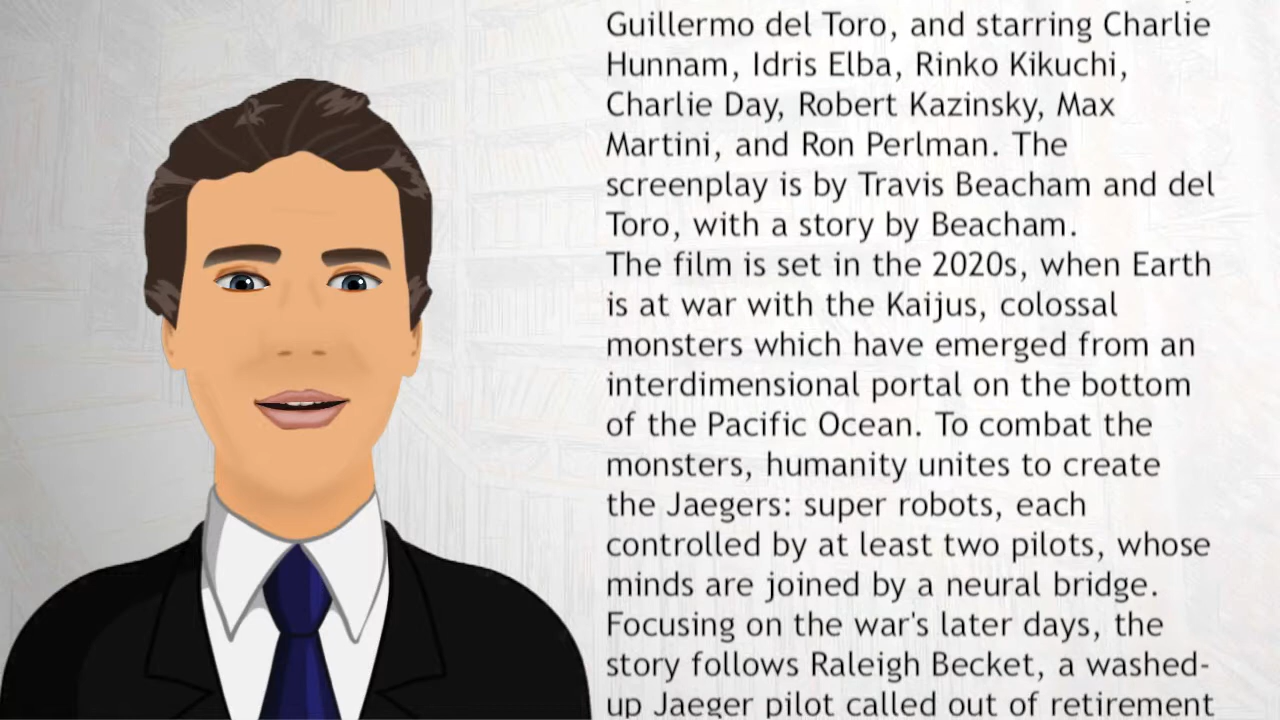 Guillermo del Toro, and starring Charlie
Hunnam, Idris Elba, Rinko Kikuchi,
Charlie Day, Robert Kazinsky, Max
Martini, and Ron Perlman. The
screenplay is by Travis Beacham and del
Toro, with a story by Beacham.
The film is set in the 2020s, when Earth
is at war with the Kaijus, colossal
monsters which have emerged from an
interdimensional portal on the bottom
of the Pacific Ocean. To combat the
monsters, humanity unites to create
the Jaegers: super robots, each
controlled by at least two pilots, whose
minds are joined by a neural bridge.
Focusing on the war's later days, the
story follows Raleigh Becket, a washed-
up Jaeger pilot called out of retirement